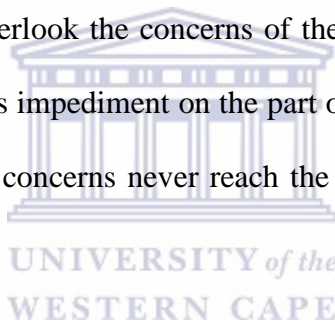 erlook the concerns of the
s impediment on the part o
concerns never reach the
UNIVERSITY of the
WESTERN CAPE